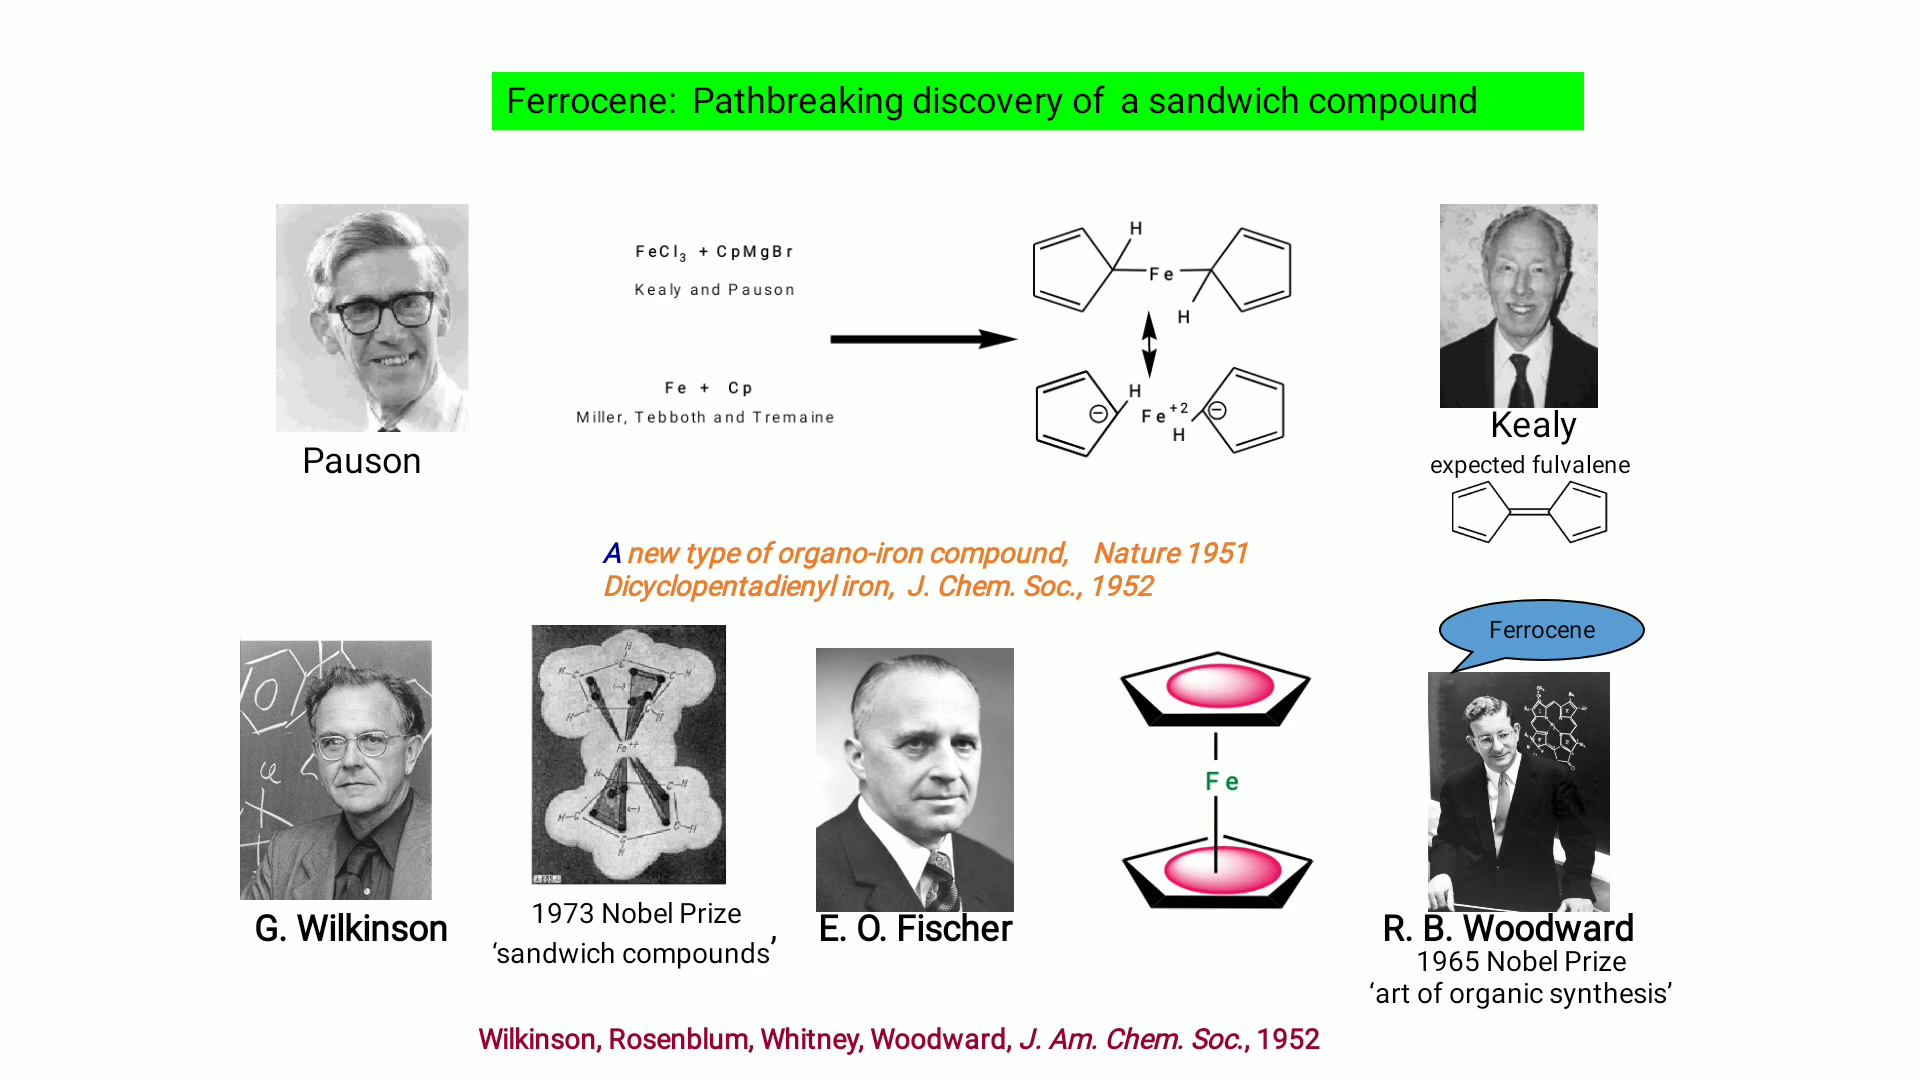 Ferrocene: Pathbreaking discovery of a sandwich compound
FeCl3 + CpMgBr
Kealy and Pauson
Fe + Cp
Miller, Tebboth and Tremaine
H
Fe
H
H
Fe+2
H
Pauson
Kealy
expected fulvalene
A new type of organo-iron compound, Nature 1951
Dicyclopentadienyl iron, J. Chem. Soc., 1952
Ferrocene
Fe
G. Wilkinson
1973 Nobel Prize
‘sandwich compounds’
E. O. Fischer
R. B. Woodward
1965 Nobel Prize
‘art of organic synthesis’
Wilkinson, Rosenblum, Whitney, Woodward, J. Am. Chem. Soc., 1952